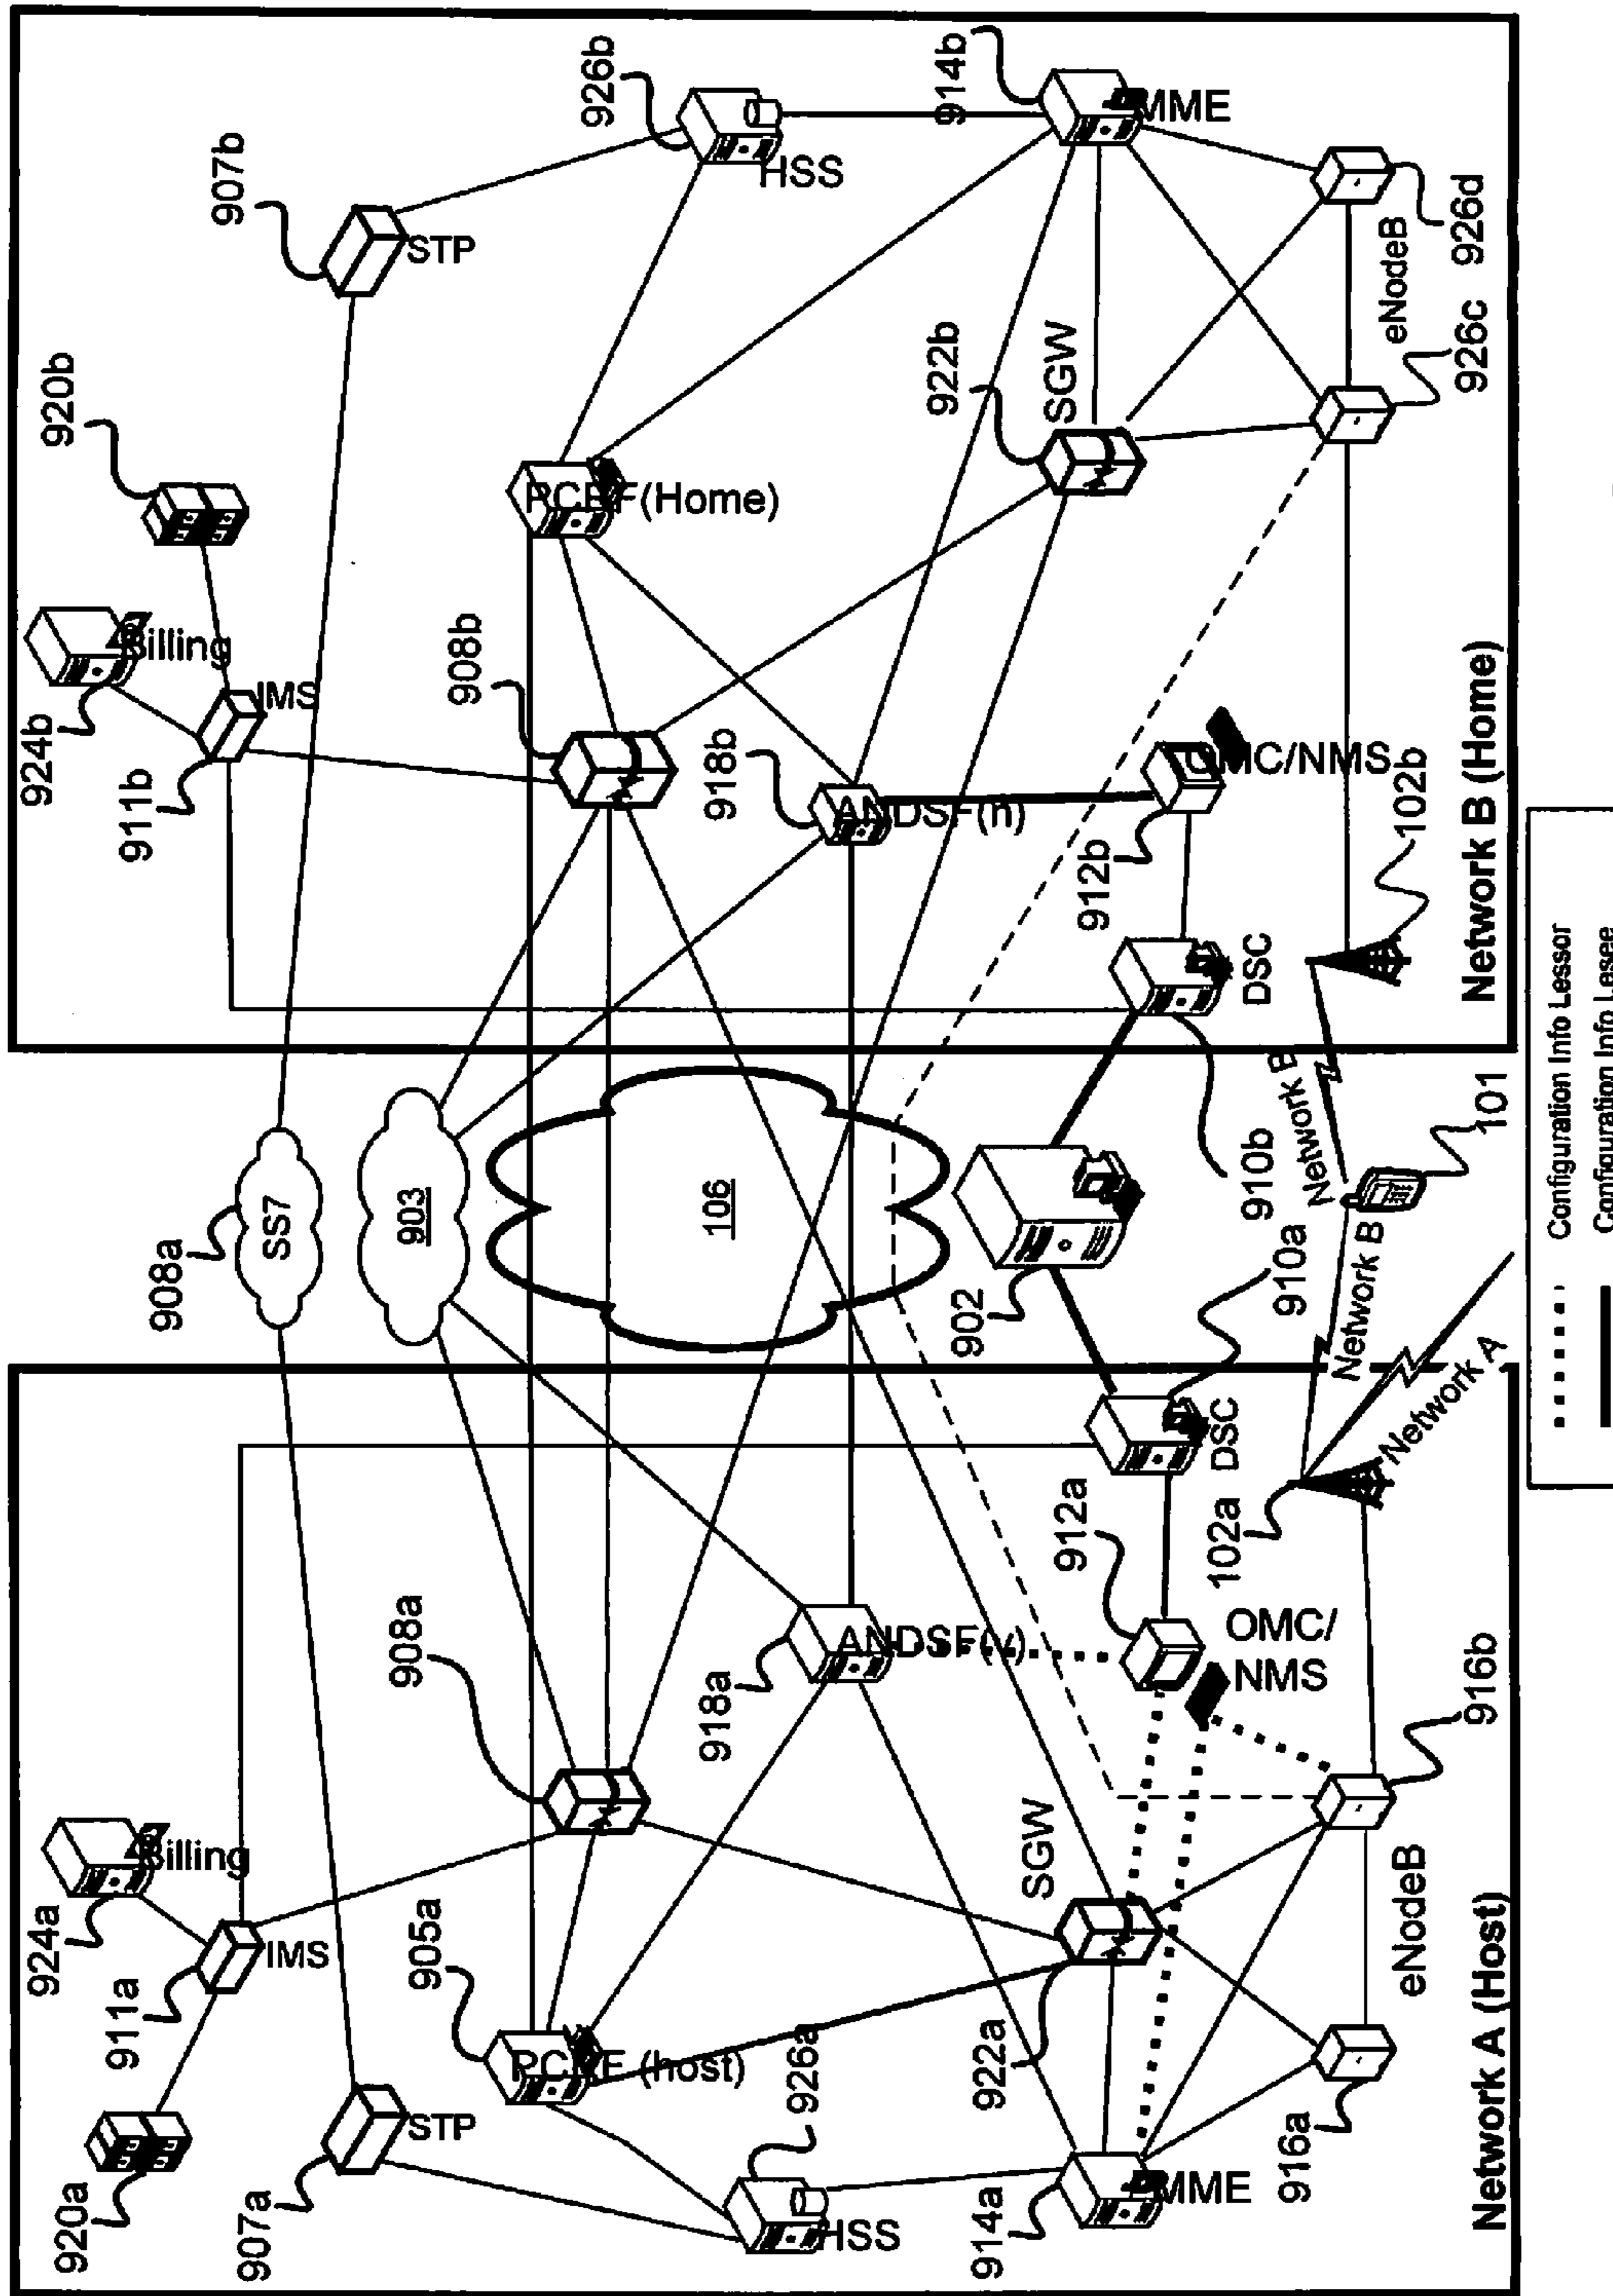 920a
924a
Billing
911a
IMS
907a
STP
905a
PCRF (host)
908a
926a
HSS
918a
ANDSF(v)
912a
OMC/
NMS
922a
SGW
914a
MME
916a
916b
eNodeB
910a
DSC
102a
Network A
Network A (Host)
908a
SS7
903
106
902
Network B
Network B
101
924b
Billing
920b
911b
IMS
907b
STP
908b
PCRF(Home)
926b
HSS
918b
ANDSF(h)
912b
OMC/NMS
922b
SGW
914b
MME
910b
DSC
102b
926c
926d
eNodeB
Network B (Home)
Configuration Info Lessor
Configuration Info Lesee